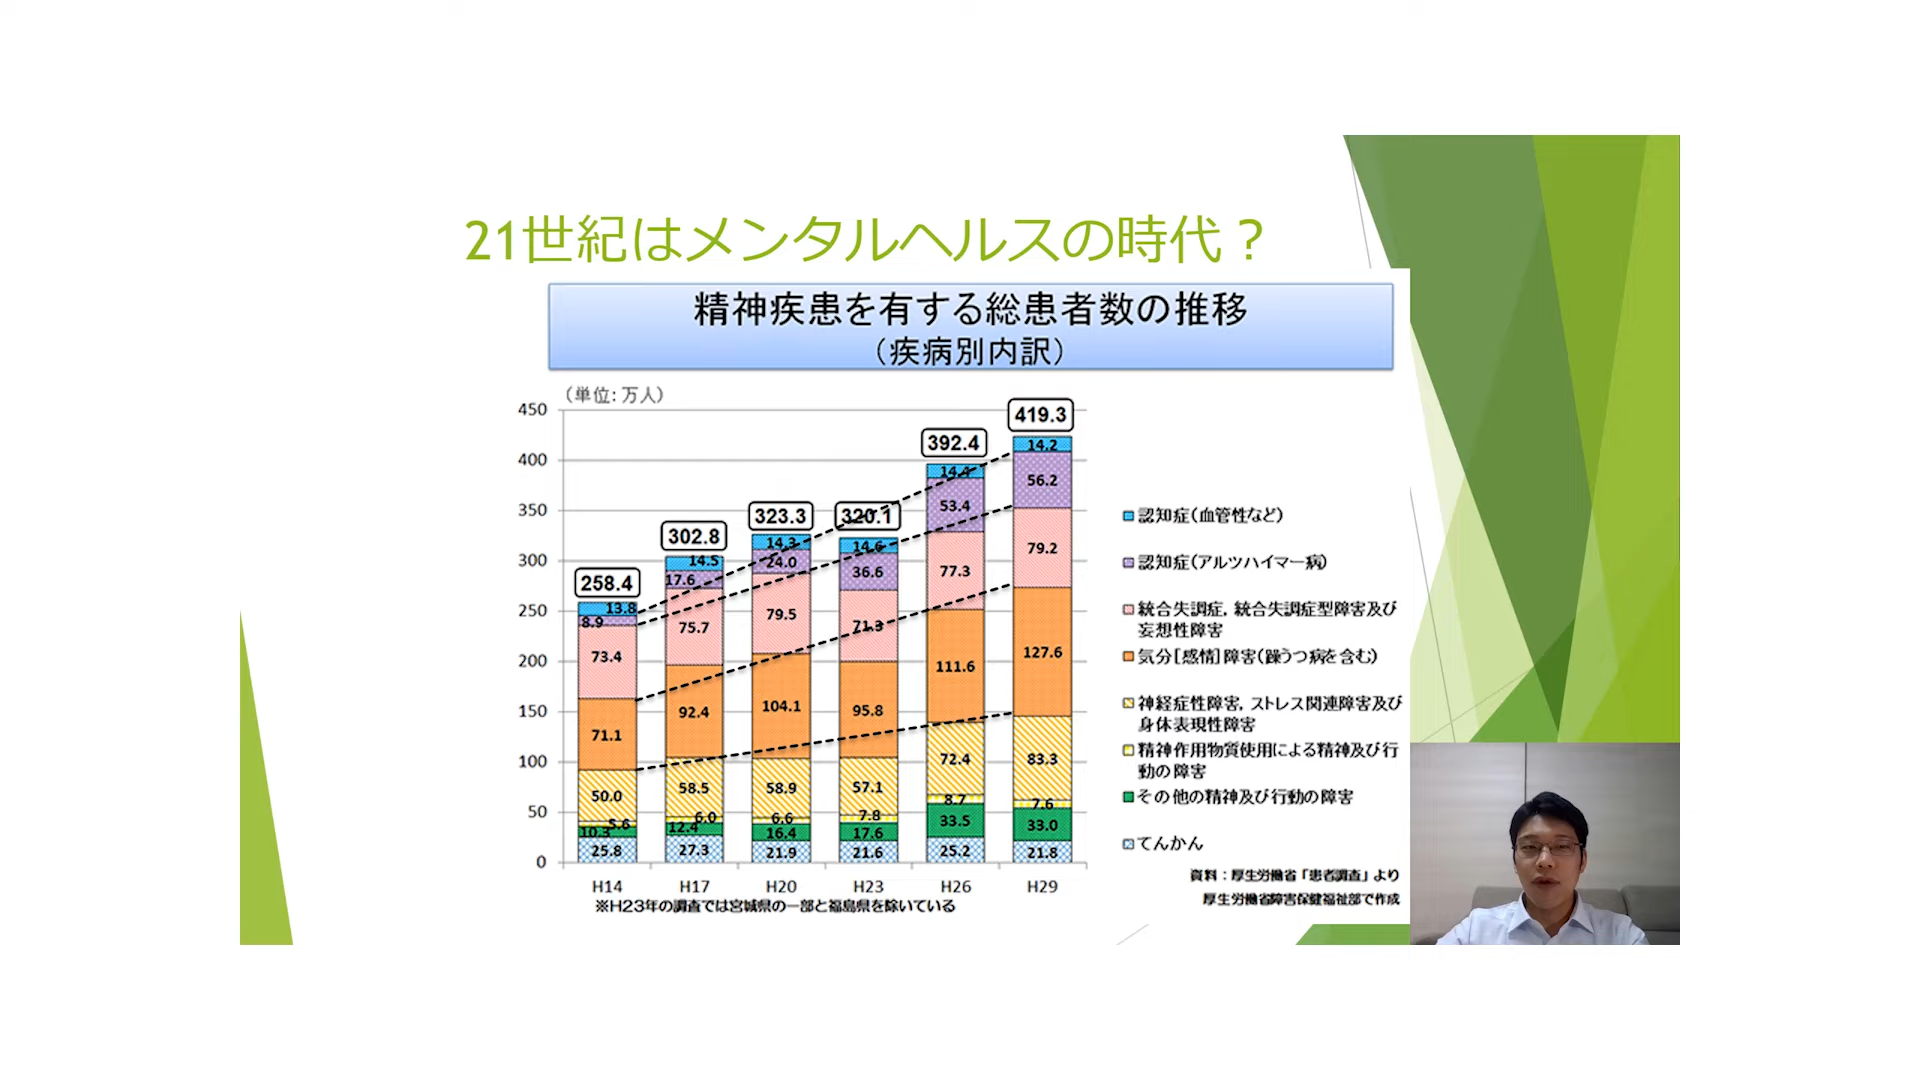 21世紀はメンタルヘルスの時代？
精神疾患を有する総患者数の推移
（疾病別内訳）
（単位：万人）
450
400
350
300
250
200
150
100
50
0
258.4
13.8
8.9
73.4
71.1
50.0
5.6
10.3
25.8
H14
302.8
14.5
17.6
75.7
92.4
58.5
6.0
12.4
27.3
H17
323.3
14.3
24.0
79.5
104.1
58.9
6.6
16.4
21.9
H20
320.1
14.6
36.6
71.3
95.8
57.1
7.8
17.6
21.6
H23
392.4
14.4
53.4
77.3
111.6
72.4
8.7
33.5
25.2
H26
419.3
14.2
56.2
79.2
127.6
83.3
7.6
33.0
21.8
H29
※H23年の調査では宮城県の一部と福島県を除いている
認知症（血管性など）
認知症（アルツハイマー病）
統合失調症，統合失調症型障害及び
妄想性障害
気分［感情］障害（躁うつ病を含む）
神経症性障害，ストレス関連障害及び
身体表現性障害
精神作用物質使用による精神及び行
動の障害
その他の精神及び行動の障害
てんかん
資料：厚生労働省「患者調査」より
厚生労働省障害保健福祉部で作成